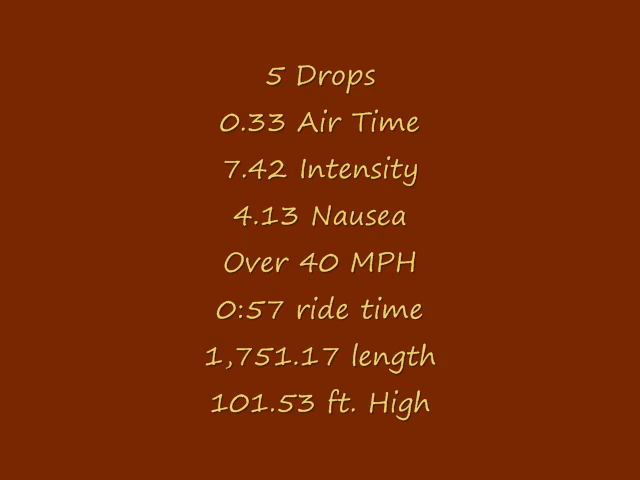 5 Drops
0.33 Air Time
7.42 Intensity
4.13 Nausea
Over 40 MPH
0:57 ride time
1,751.17 length
101.53 ft. High